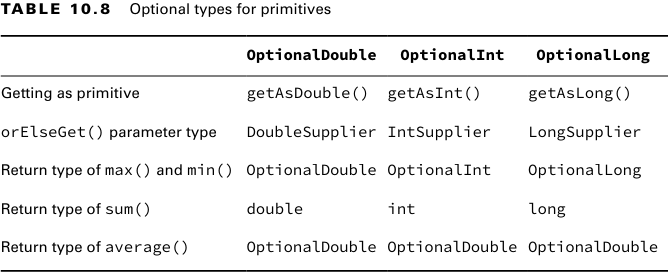 TABLE 10.8 Optional types for primitives
OptionalDouble OptionalInt OptionalLong
Getting as primitive getAsDouble() getAsInt() getAsLong()
orElseGet() parameter type DoubleSupplier IntSupplier LongSupplier
Return type of max() and min() OptionalDouble OptionalInt OptionalLong
Return type of sum() double int long
Return type of average() OptionalDouble OptionalDouble OptionalDouble